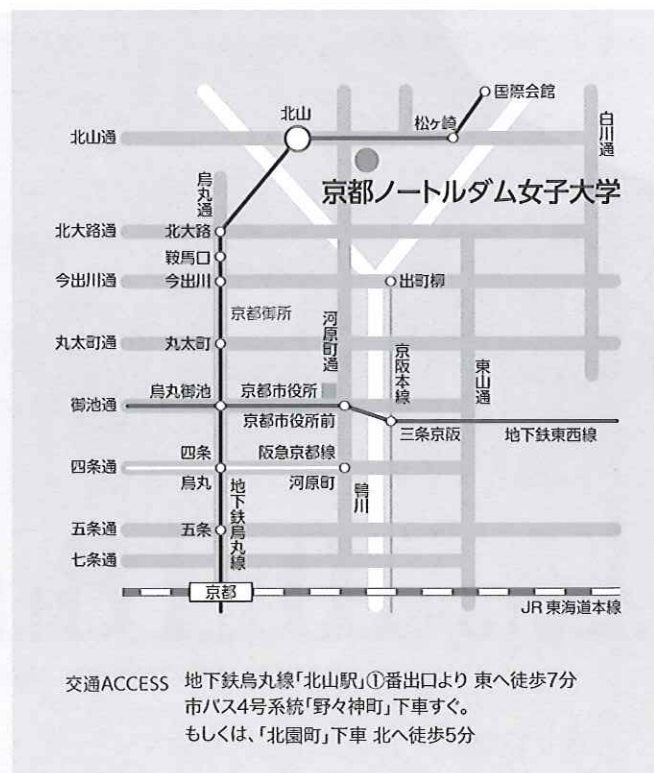 国際会館
北山
松ヶ崎
北山通
白川通
烏丸通
京都ノートルダム女子大学
北大路通
北大路
鞍馬口
今出川通
今出川
出町柳
京都御所
河原町通
丸太町通
丸太町
京阪本線
東山通
烏丸御池
京都市役所
御池通
京都市役所前
三条京阪
地下鉄東西線
四条
阪急京都線
四条通
烏丸
河原町
地下鉄烏丸線
鴨川
五条通
五条
七条通
京都
JR東海道本線
交通ACCESS 地下鉄烏丸線「北山駅」①番出口より 東へ徒歩7分
市バス4号系統「野々神町」下車すぐ。
もしくは、「北園町」下車 北へ徒歩5分